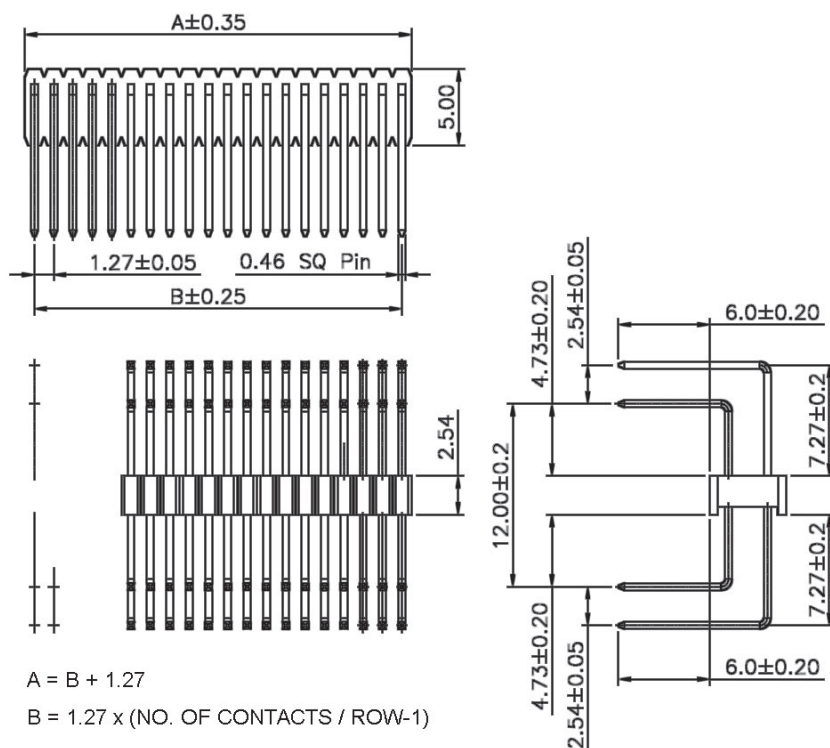 A±0.35
5.00
1.27±0.05
0.46 SQ Pin
B±0.25
2.54
4.73±0.20
2.54±0.05
6.0±0.20
12.00±0.2
7.27±0.2
7.27±0.2
4.73±0.20
2.54±0.05
6.0±0.20
A = B + 1.27
B = 1.27 x (NO. OF CONTACTS / ROW-1)